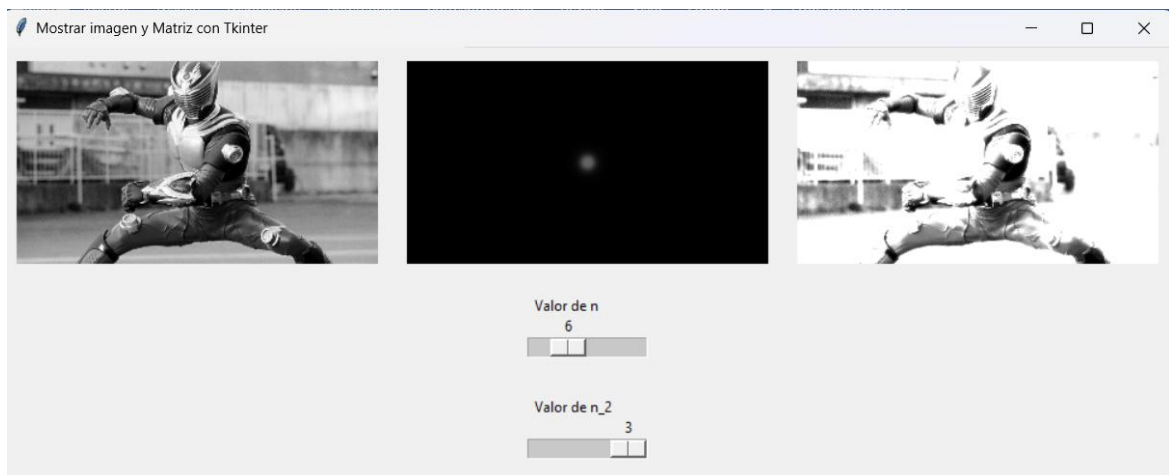 Mostrar imagen y Matriz con Tkinter
Valor de n
6
Valor de n_2
3